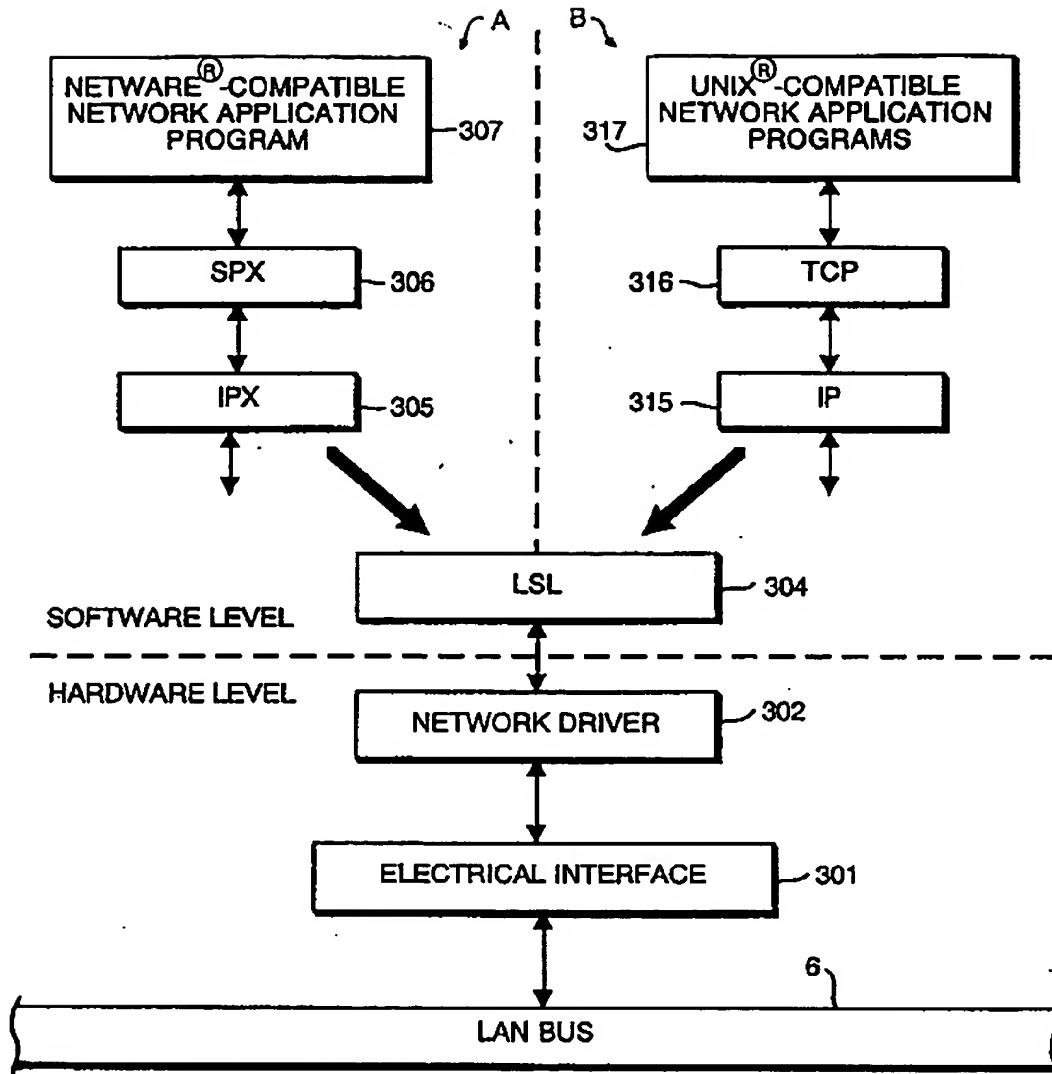 A
B
NETWARE®-COMPATIBLE
NETWORK APPLICATION
PROGRAM
307
UNIX®-COMPATIBLE
NETWORK APPLICATION
PROGRAMS
317
SPX
306
TCP
316
IPX
305
IP
315
LSL
304
SOFTWARE LEVEL
HARDWARE LEVEL
NETWORK DRIVER
302
ELECTRICAL INTERFACE
301
6
LAN BUS